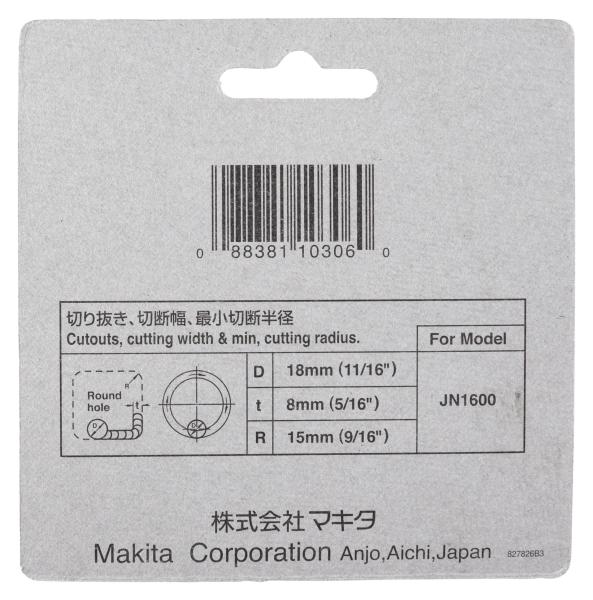 0 88381 10306 0
切り抜き、切断幅、最小切断半径
Cutouts, cutting width & min, cutting radius.
For Model
Round
hole
R
t
D
D
D 18mm (11/16")
t 8mm (5/16")
R 15mm (9/16")
JN1600
株式会社マキタ
Makita Corporation Anjo,Aichi,Japan
827826B3